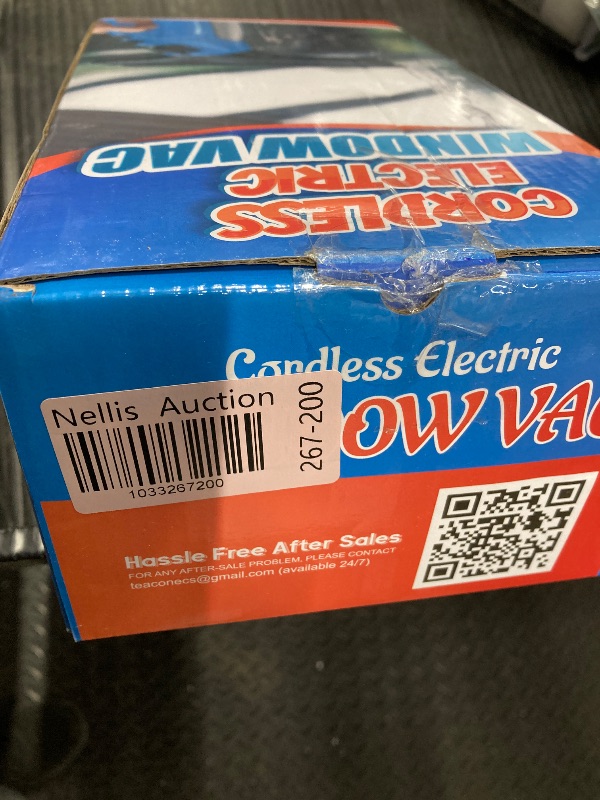 CORDLESS
ELECTRIC
WINDOW VAC
Cordless Electric
OW VAC
Nellis Auction
267-200
1033267200
Hassle Free After Sales
FOR ANY AFTER-SALE PROBLEM, PLEASE CONTACT
teaconecs@gmail.com (available 24/7)